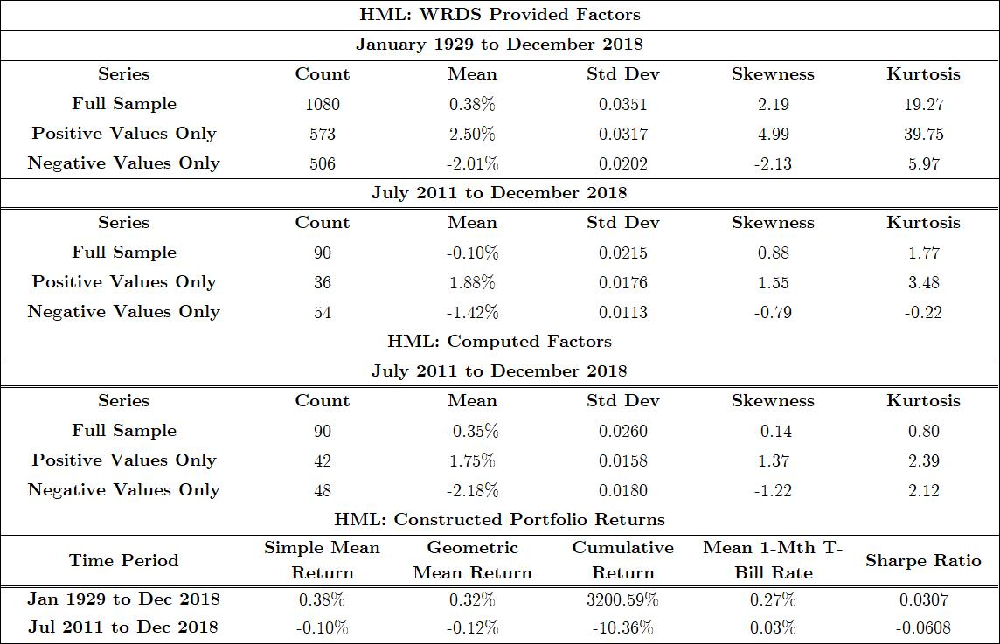 HML: WRDS-Provided Factors
January 1929 to December 2018
Series Count Mean Std Dev Skewness Kurtosis
Full Sample 1080 0.38% 0.0351 2.19 19.27
Positive Values Only 573 2.50% 0.0317 4.99 39.75
Negative Values Only 506 -2.01% 0.0202 -2.13 5.97
July 2011 to December 2018
Series Count Mean Std Dev Skewness Kurtosis
Full Sample 90 -0.10% 0.0215 0.88 1.77
Positive Values Only 36 1.88% 0.0176 1.55 3.48
Negative Values Only 54 -1.42% 0.0113 -0.79 -0.22
HML: Computed Factors
July 2011 to December 2018
Series Count Mean Std Dev Skewness Kurtosis
Full Sample 90 -0.35% 0.0260 -0.14 0.80
Positive Values Only 42 1.75% 0.0158 1.37 2.39
Negative Values Only 48 -2.18% 0.0180 -1.22 2.12
HML: Constructed Portfolio Returns
Time Period Simple Mean Return Geometric Mean Return Cumulative Return Mean 1-Mth T-Bill Rate Sharpe Ratio
Jan 1929 to Dec 2018 0.38% 0.32% 3200.59% 0.27% 0.0307
Jul 2011 to Dec 2018 -0.10% -0.12% -10.36% 0.03% -0.0608